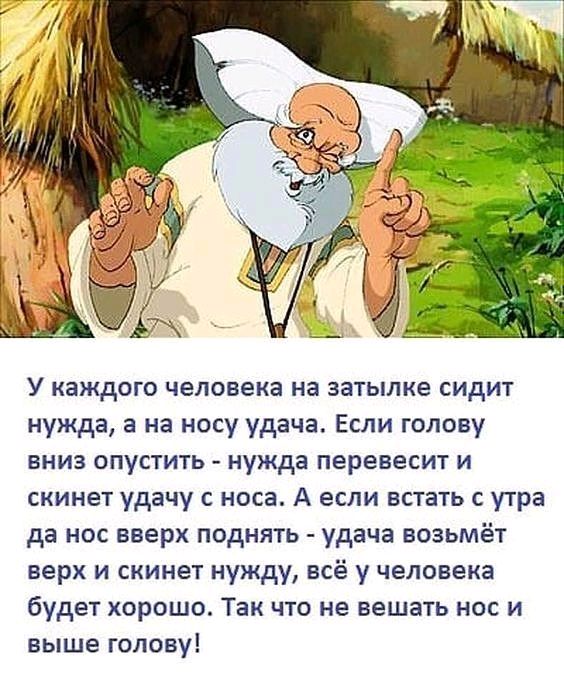 У каждого человека на затылке сидит
нужда, а на носу удача. Если голову
вниз опустить - нужда перевесит и
скинет удачу с носа. А если встать с утра
да нос вверх поднять - удача возьмёт
верх и скинет нужду, всё у человека
будет хорошо. Так что не вешать нос и
выше голову!